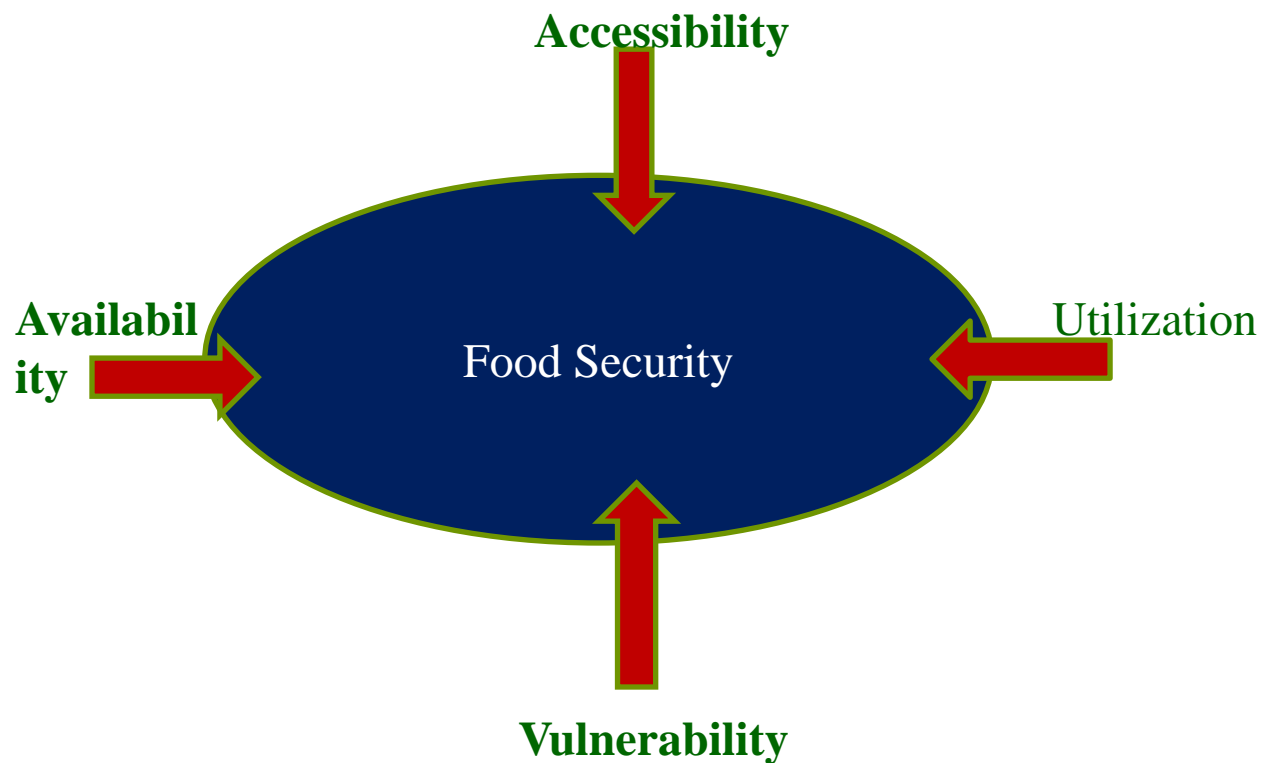 Accessibility
Availabil
ity
Food Security
Utilization
Vulnerability